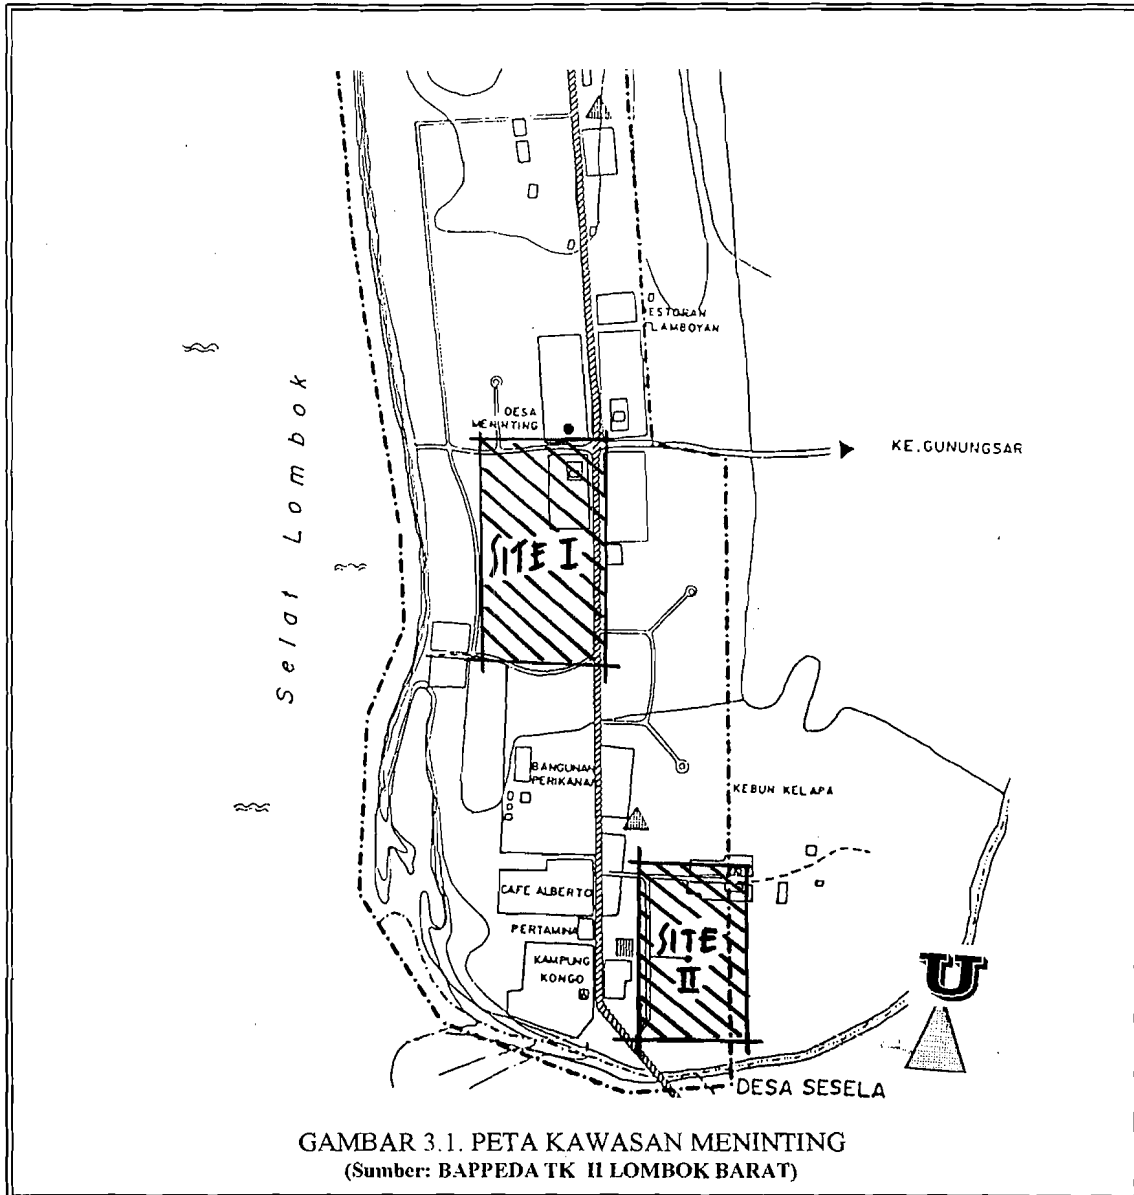 ESTORAN
LAMBOYAN
DESA
MENINTING
KE.GUNUNGSAR
Selat Lombok
SITE I
BANGUNAN
PERIKANAN
KEBUN KELAPA
CAFE ALBERTO
PERTAMINA
SITE
II
KAMPUNG
KONGO
U
DESA SESELA
GAMBAR 3.1. PETA KAWASAN MENINTING
(Sumber: BAPPEDA TK II LOMBOK BARAT)